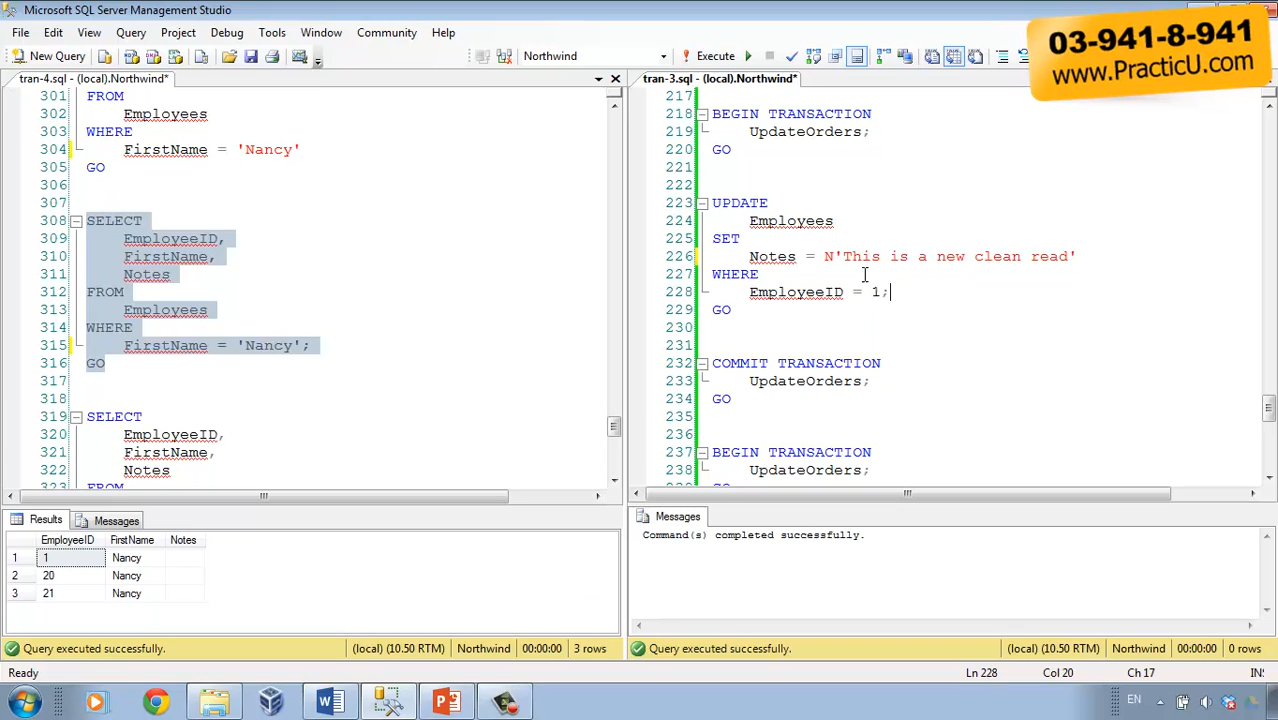 Microsoft SQL Server Management Studio
File Edit View Query Project Debug Tools Window Community Help
03-941-8-941
www.PracticU.com
New Query Northwind Execute
tran-4.sql - (local).Northwind*
301 FROM
302 Employees
303 WHERE
304 FirstName = 'Nancy'
305 GO
306
307
308 SELECT
309 EmployeeID,
310 FirstName,
311 Notes
312 FROM
313 Employees
314 WHERE
315 FirstName = 'Nancy';
316 GO
317
318
319 SELECT
320 EmployeeID,
321 FirstName,
322 Notes
323 FROM
Results Messages
EmployeeID FirstName Notes
1 1 Nancy
2 20 Nancy
3 21 Nancy
Query executed successfully. (local) (10.50 RTM) Northwind 00:00:00 3 rows
tran-3.sql - (local).Northwind*
217
218 BEGIN TRANSACTION
219 UpdateOrders;
220 GO
221
222
223 UPDATE
224 Employees
225 SET
226 Notes = N'This is a new clean read'
227 WHERE
228 EmployeeID = 1;
229 GO
230
231
232 COMMIT TRANSACTION
233 UpdateOrders;
234 GO
235
236
237 BEGIN TRANSACTION
238 UpdateOrders;
Messages
Command(s) completed successfully.
Query executed successfully. (local) (10.50 RTM) Northwind 00:00:00 0 rows
Ready Ln 228 Col 20 Ch 17 INS
EN